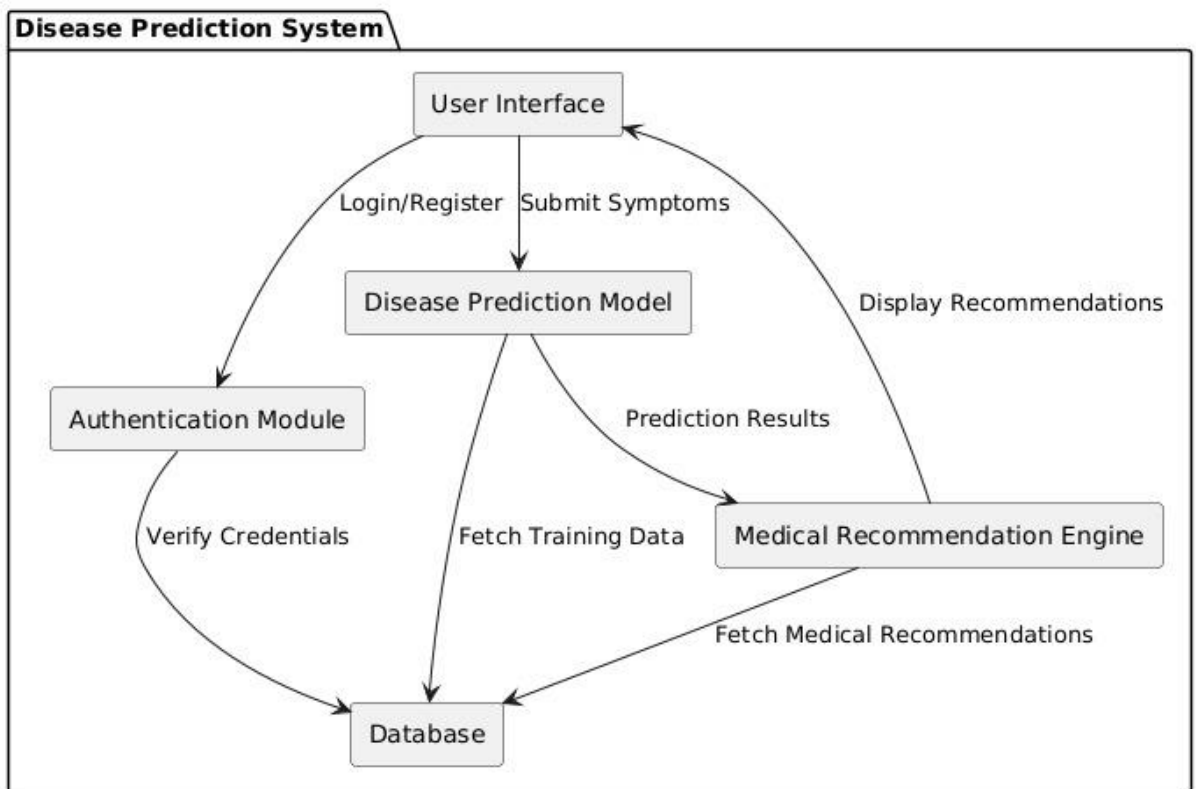 Disease Prediction System
User Interface
Login/Register
Submit Symptoms
Disease Prediction Model
Display Recommendations
Authentication Module
Prediction Results
Verify Credentials
Fetch Training Data
Medical Recommendation Engine
Fetch Medical Recommendations
Database